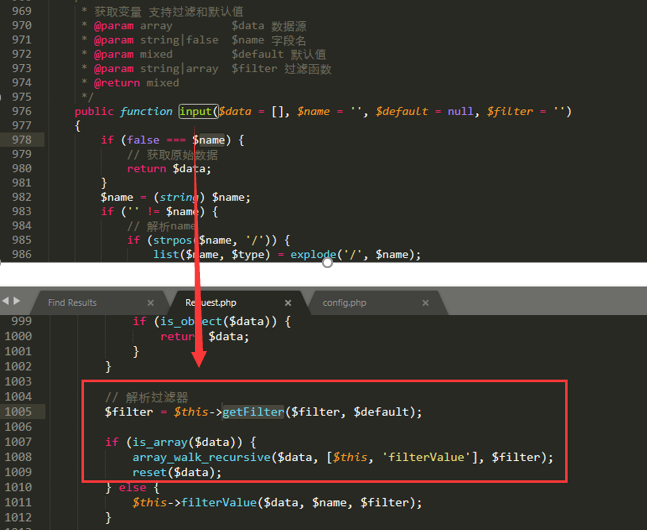 969 * 获取变量 支持过滤和默认值
970 * @param array $data 数据源
971 * @param string|false $name 字段名
972 * @param mixed $default 默认值
973 * @param string|array $filter 过滤函数
974 * @return mixed
975 */
976 public function input($data = [], $name = '', $default = null, $filter = '')
977 {
978 if (false === $name) {
979 // 获取原始数据
980 return $data;
981 }
982 $name = (string) $name;
983 if ('' != $name) {
984 // 解析name
985 if (strpos($name, '/')) {
986 list($name, $type) = explode('/', $name);
Find Results × Request.php × config.php ×
999 if (is_object($data)) {
1000 return $data;
1001 }
1002 }
1003
1004 // 解析过滤器
1005 $filter = $this->getFilter($filter, $default);
1006
1007 if (is_array($data)) {
1008 array_walk_recursive($data, [$this, 'filterValue'], $filter);
1009 reset($data);
1010 } else {
1011 $this->filterValue($data, $name, $filter);
1012 }